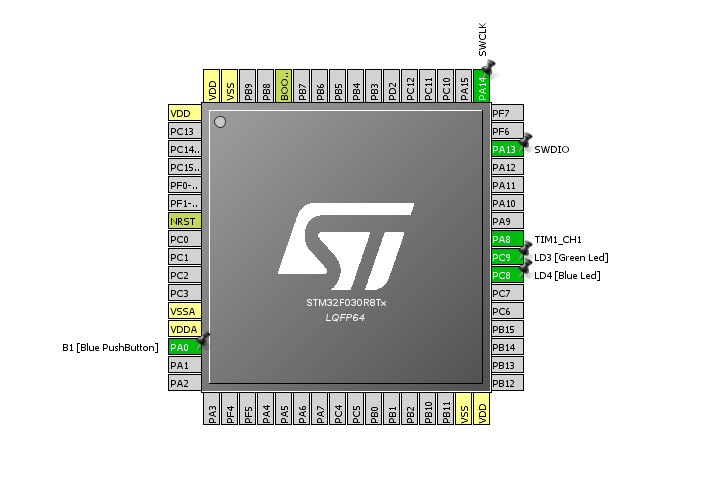 SWCLK
VDD
VSS
PB9
PB8
BOO..
PB7
PB6
PB5
PB4
PB3
PD2
PC12
PC11
PC10
PA15
PA14
VDD
PC13
PC14..
PC15..
PF0-..
PF1-..
NRST
PC0
PC1
PC2
PC3
VSSA
VDDA
B1 [Blue PushButton] PA0
PA1
PA2
STM32F030R8Tx
LQFP64
PF7
PF6
PA13 SWDIO
PA12
PA11
PA10
PA9
PA8 TIM1_CH1
PC9 LD3 [Green Led]
PC8 LD4 [Blue Led]
PC7
PC6
PB15
PB14
PB13
PB12
PA3
PF4
PF5
PA4
PA5
PA6
PA7
PC4
PC5
PB0
PB1
PB2
PB10
PB11
VSS
VDD